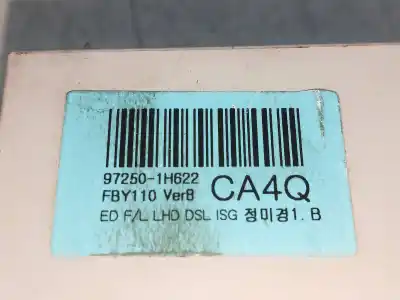 97250-1H622
FBY110 Ver8 CA4Q
ED F/L LHD DSL ISG 정미경1. B